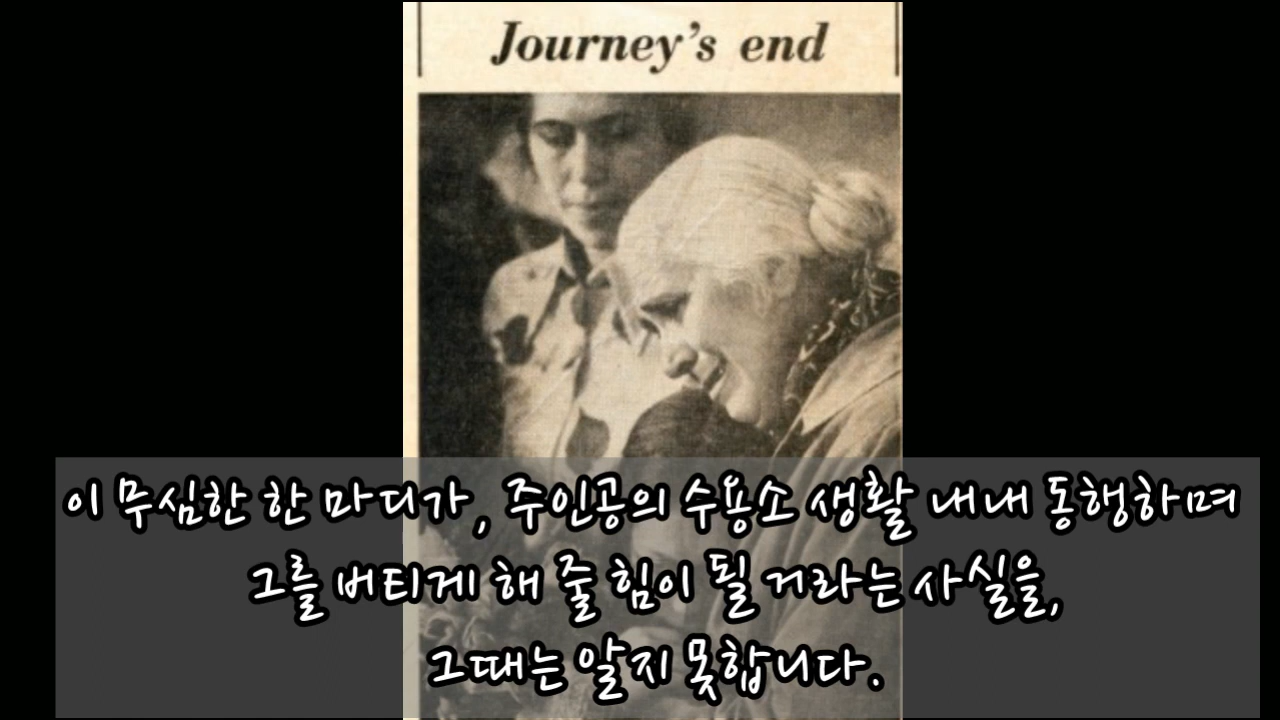 Journey's end
이 무심한 한 마디가, 주인공의 수용소 생활 내내 동행하며
그를 버티게 해 줄 힘이 될 거라는 사실을,
그때는 알지 못합니다.